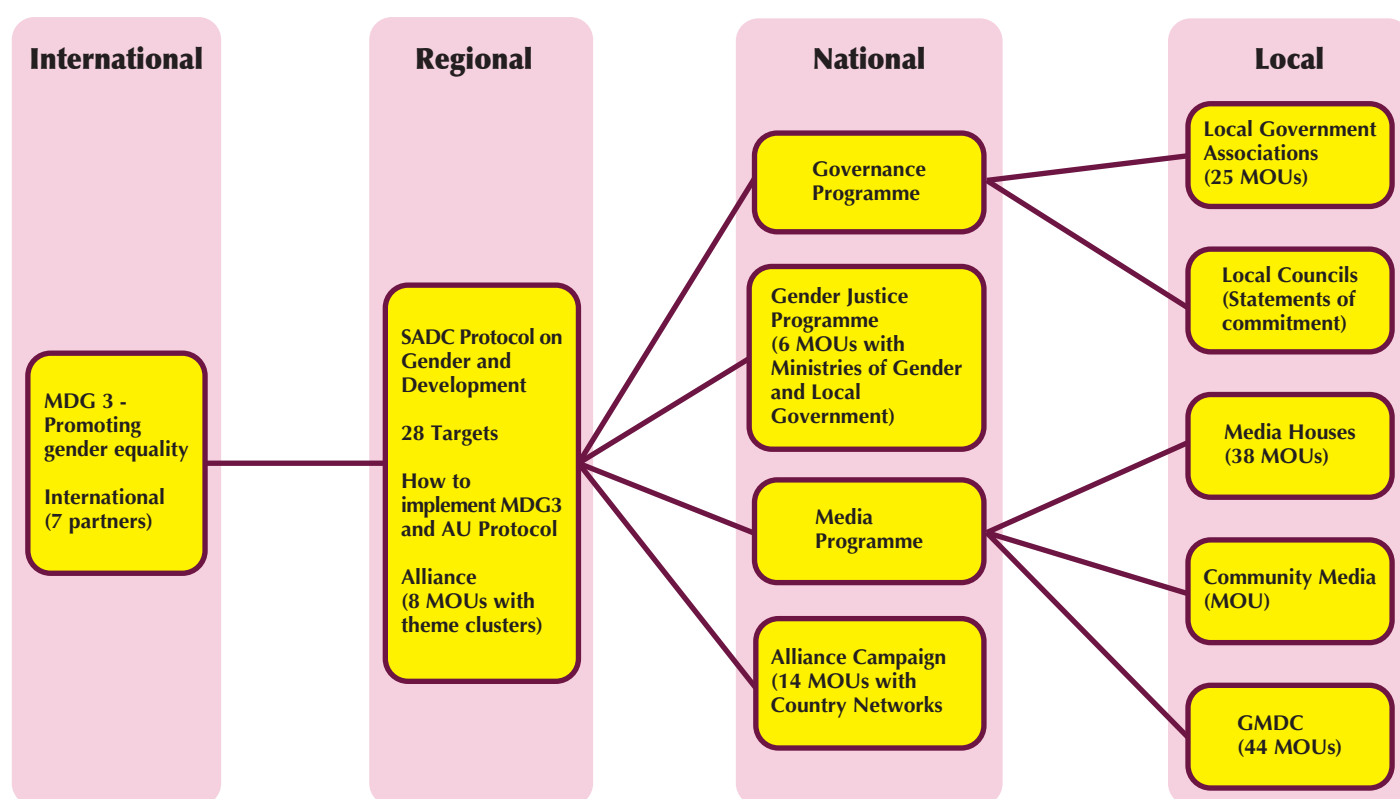 International
MDG 3 -
Promoting
gender equality
International
(7 partners)
Regional
SADC Protocol on
Gender and
Development
28 Targets
How to
implement MDG3
and AU Protocol
Alliance
(8 MOUs with
theme clusters)
National
Governance
Programme
Gender Justice
Programme
(6 MOUs with
Ministries of Gender
and Local
Government)
Media
Programme
Alliance Campaign
(14 MOUs with
Country Networks
Local
Local Government
Associations
(25 MOUs)
Local Councils
(Statements of
commitment)
Media Houses
(38 MOUs)
Community Media
(MOU)
GMDC
(44 MOUs)